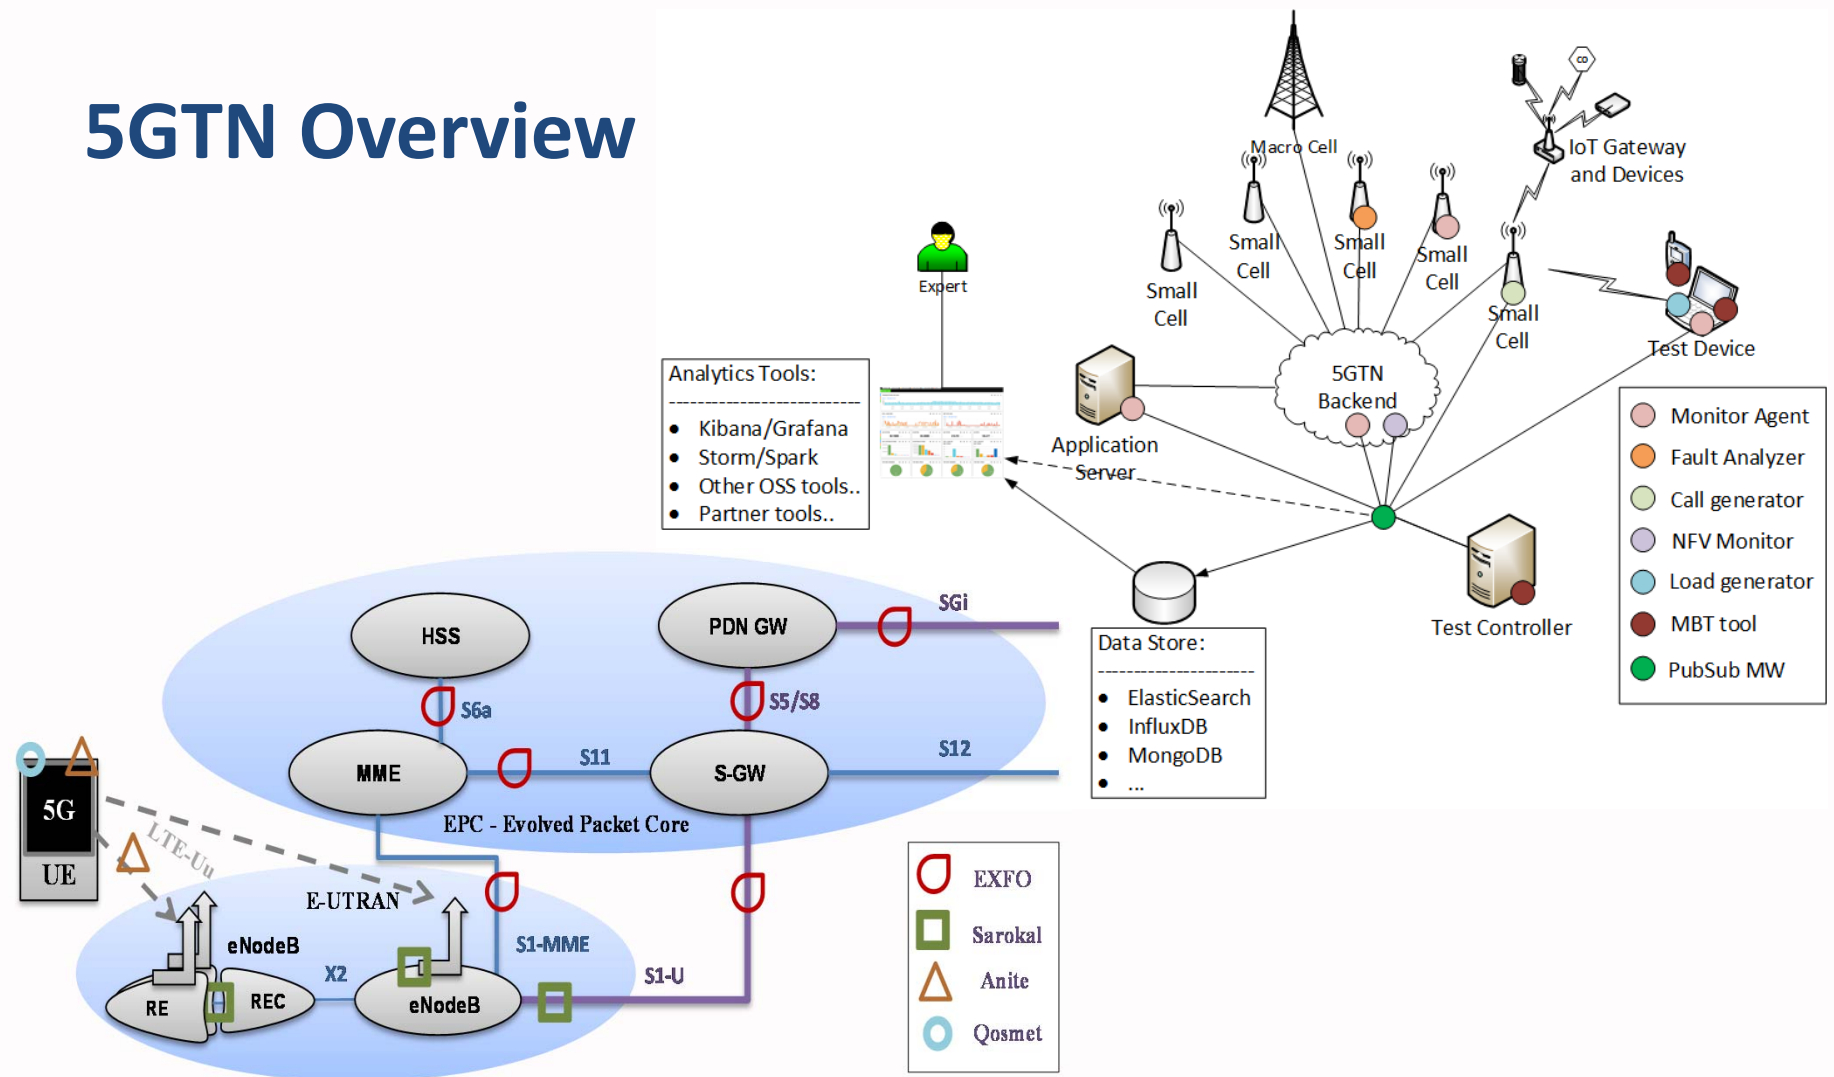 5GTN Overview
Macro Cell
CO
IoT Gateway
and Devices
Small
Cell
Small
Cell
Small
Cell
Small
Cell
Small
Cell
Expert
Test Device
5GTN
Backend
Application
Server
Test Controller
Analytics Tools:
---------------------------
• Kibana/Grafana
• Storm/Spark
• Other OSS tools..
• Partner tools..
Monitor Agent
Fault Analyzer
Call generator
NFV Monitor
Load generator
MBT tool
PubSub MW
Data Store:
----------------------
• ElasticSearch
• InfluxDB
• MongoDB
• ...
HSS
PDN GW
SGi
S6a
S5/S8
MME
S11
S-GW
S12
EPC - Evolved Packet Core
5G
UE
LTE-Uu
E-UTRAN
eNodeB
S1-MME
S1-U
RE
REC
X2
eNodeB
EXFO
Sarokal
Anite
Qosmet